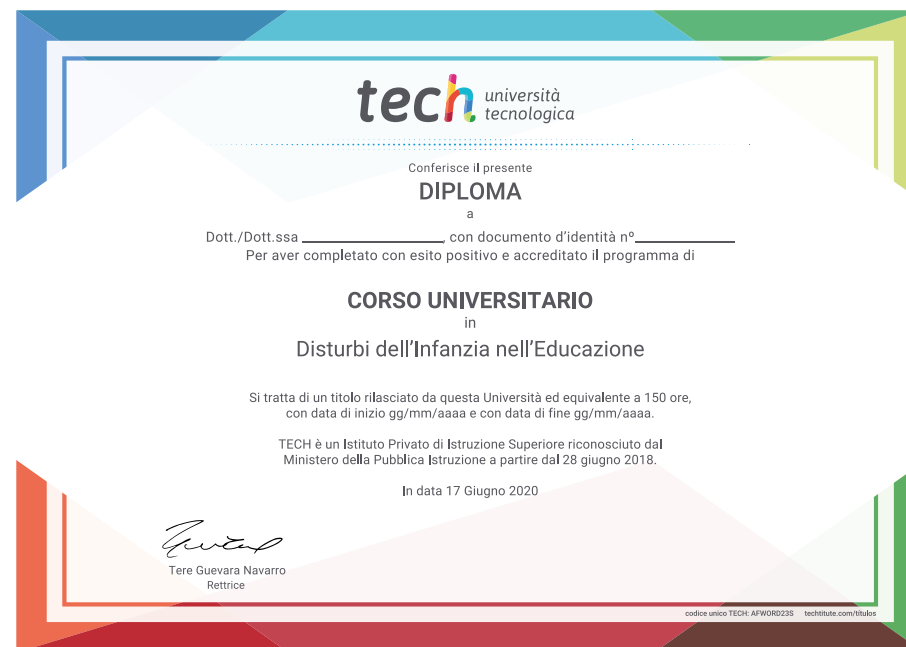 tech università
tecnologica
Conferisce il presente
DIPLOMA
a
Dott./Dott.ssa ____________________, con documento d'identità nº______________
Per aver completato con esito positivo e accreditato il programma di
CORSO UNIVERSITARIO
in
Disturbi dell'Infanzia nell'Educazione
Si tratta di un titolo rilasciato da questa Università ed equivalente a 150 ore,
con data di inizio gg/mm/aaaa e con data di fine gg/mm/aaaa.
TECH è un Istituto Privato di Istruzione Superiore riconosciuto dal
Ministero della Pubblica Istruzione a partire dal 28 giugno 2018.
In data 17 Giugno 2020
Tere Guevara Navarro
Rettrice
codice unico TECH: AFWORD23S techtitute.com/titulos